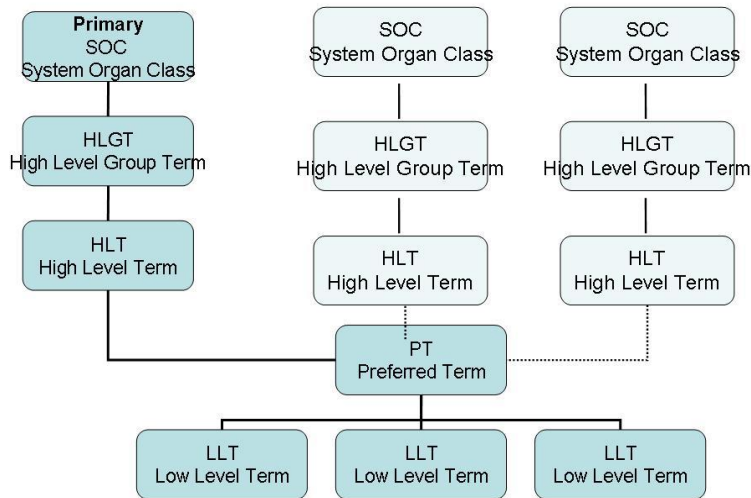 Primary
SOC
System Organ Class
SOC
System Organ Class
SOC
System Organ Class
HLGT
High Level Group Term
HLGT
High Level Group Term
HLGT
High Level Group Term
HLT
High Level Term
HLT
High Level Term
HLT
High Level Term
PT
Preferred Term
LLT
Low Level Term
LLT
Low Level Term
LLT
Low Level Term